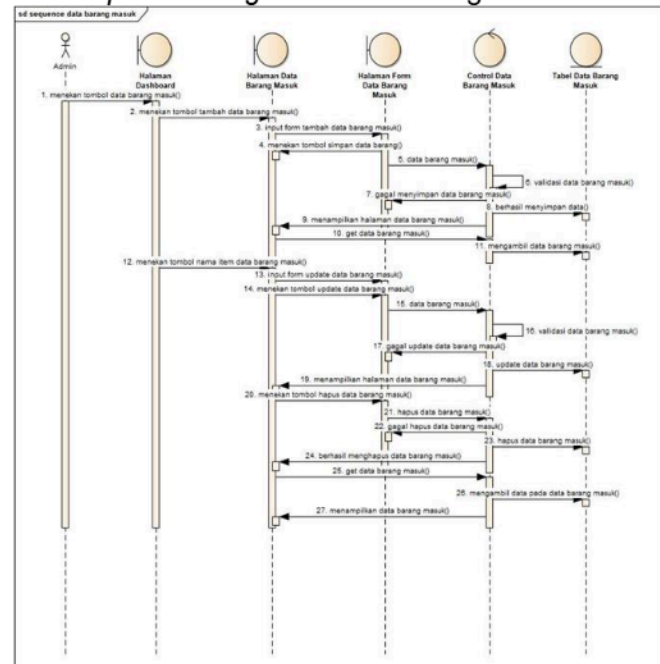 sd sequence data barang masuk
Admin
Halaman
Dashboard
Halaman Data
Barang Masuk
Halaman Form
Data Barang
Masuk
Control Data
Barang Masuk
Tabel Data Barang
Masuk
1. menekan tombol data barang masuk()
2. menekan tombol tambah data barang masuk()
3. input form tambah data barang masuk()
4. menekan tombol simpan data barang()
5. data barang masuk()
6. validasi data barang masuk()
7. gagal menyimpan data barang masuk()
8. berhasil menyimpan data()
9. menampilkan halaman data barang masuk()
10. get data barang masuk()
11. mengambil data barang masuk()
12. menekan tombol nama item data barang masuk()
13. input form update data barang masuk()
14. menekan tombol update data barang masuk()
15. data barang masuk()
16. validasi data barang masuk()
17. gagal update data barang masuk()
18. update data barang masuk()
19. menampilkan halaman data barang masuk()
20. menekan tombol hapus data barang masuk()
21. hapus data barang masuk()
22. gagal hapus data barang masuk()
23. hapus data barang masuk()
24. berhasil menghapus data barang masuk()
25. get data barang masuk()
26. mengambil data pada data barang masuk()
27. menampilkan data barang masuk()